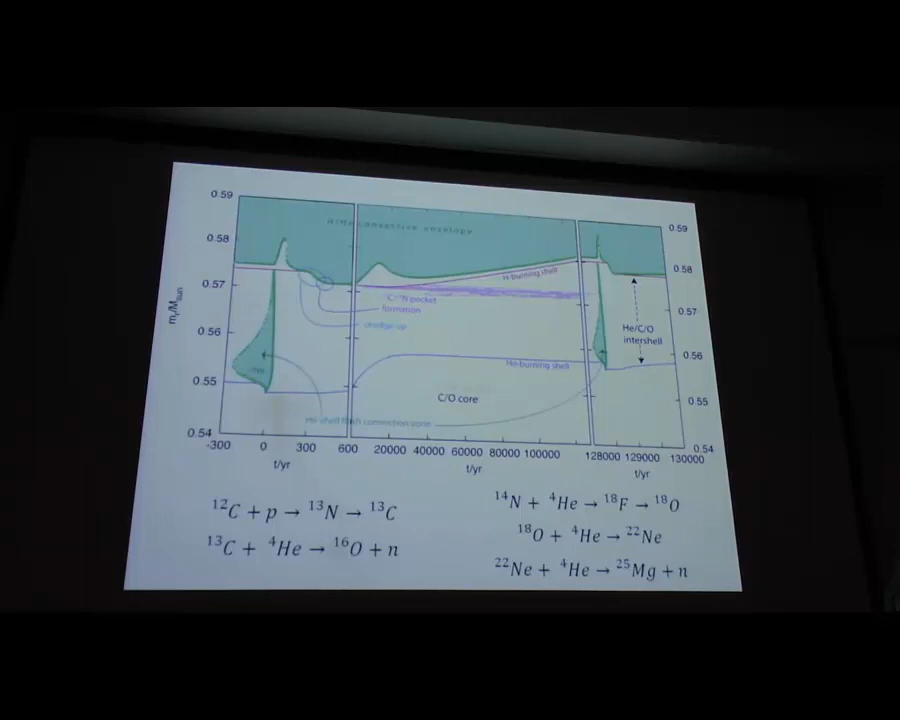 0.59
0.58
0.57
0.56
0.55
0.54
0.59
0.58
0.57
0.56
0.55
0.54
convective envelope
H-burning shell
pocket
formation
dredge-up
He/C/O
intershell
He-burning shell
C/O core
He-shell flash convection zone
-300 0 300 600 20000 40000 60000 80000 100000 128000 129000 130000
t/yr t/yr t/yr
¹²C + p → ¹³N → ¹³C
¹³C + ⁴He → ¹⁶O + n
¹⁴N + ⁴He → ¹⁸F → ¹⁸O
¹⁸O + ⁴He → ²²Ne
²²Ne + ⁴He → ²⁵Mg + n